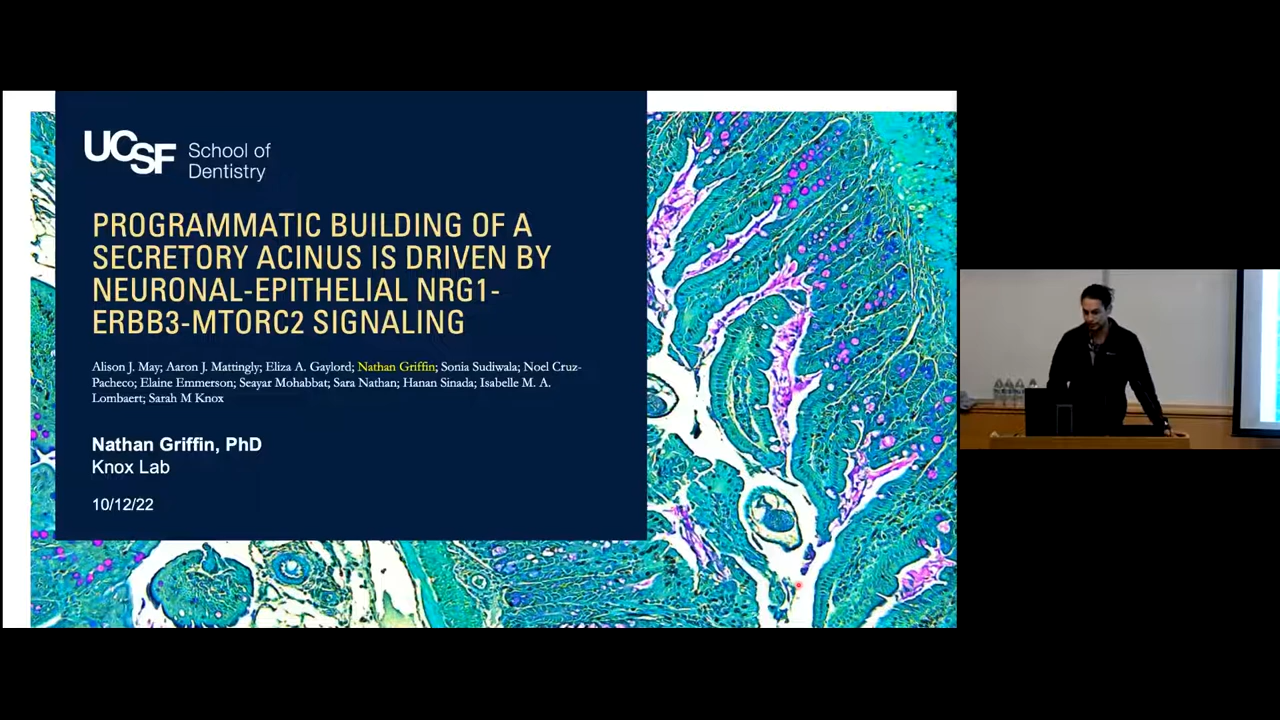 UCSF School of
Dentistry
PROGRAMMATIC BUILDING OF A
SECRETORY ACINUS IS DRIVEN BY
NEURONAL-EPITHELIAL NRG1-
ERBB3-MTORC2 SIGNALING
Alison J. May; Aaron J. Mattingly; Eliza A. Gaylord; Nathan Griffin; Sonia Sudiwala; Noel Cruz-
Pacheco; Elaine Emmerson; Seayar Mohabbat; Sara Nathan; Hanan Sinada; Isabelle M. A.
Lombaert; Sarah M Knox
Nathan Griffin, PhD
Knox Lab
10/12/22